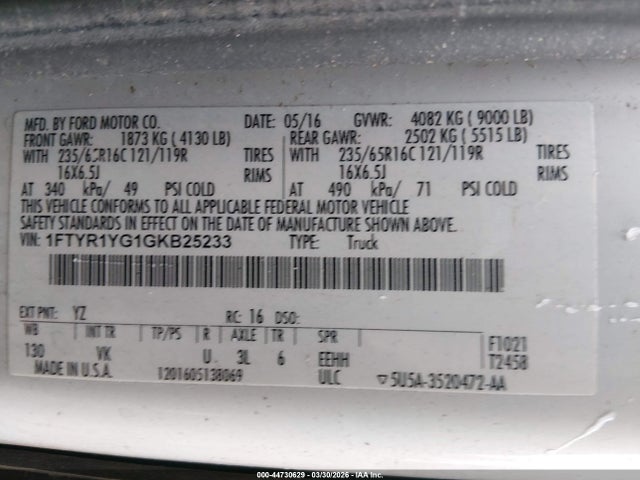 MFD. BY FORD MOTOR CO. DATE: 05/16 GVWR: 4082 KG ( 9000 LB)
FRONT GAWR: 1873 KG ( 4130 LB) REAR GAWR: 2502 KG ( 5515 LB)
WITH 235/65R16C 121/119R TIRES WITH 235/65R16C 121/119R TIRES
16X6.5J RIMS 16X6.5J RIMS
AT 340 kPa/ 49 PSI COLD AT 490 kPa/ 71 PSI COLD
THIS VEHICLE CONFORMS TO ALL APPLICABLE FEDERAL MOTOR VEHICLE
SAFETY STANDARDS IN EFFECT ON THE DATE OF MANUFACTURE SHOWN ABOVE.
VIN: 1FTYR1YG1GKB25233 TYPE: Truck
EXT PNT: YZ RC: 16 DSO:
WB INT TR TP/PS R AXLE TR SPR F1021
130 VK U 3L 6 EEHH T2458
MADE IN U.S.A. 1201605138069 ULC ▽5U5A-3520472-AA
000-44730629 - 03/30/2026 - IAA Inc.